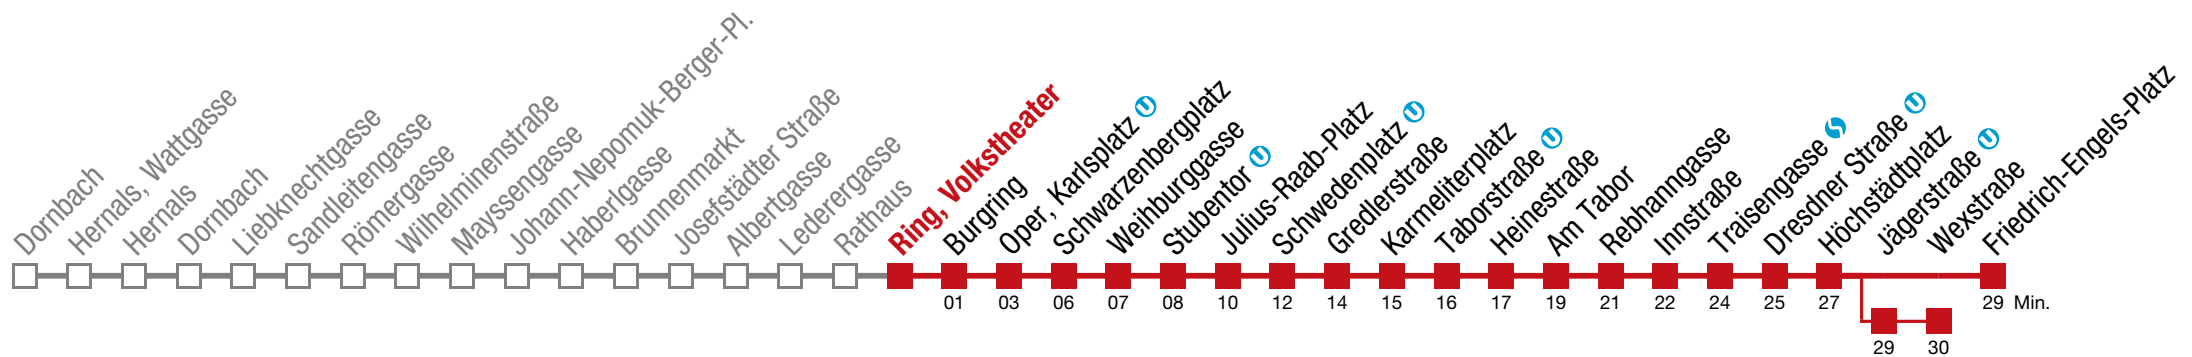 Dornbach
Hernals, Wattgasse
Hernals
Dornbach
Liebknechtgasse
Sandleitengasse
Römergasse
Wilhelminenstraße
Mayssengasse
Johann-Nepomuk-Berger-Pl.
Haberlgasse
Brunnenmarkt
Josefstädter Straße
Albertgasse
Lederergasse
Rathaus
Ring, Volkstheater
Burgring
Oper, Karlsplatz U
Schwarzenbergplatz
Weihburggasse
Stubentor U
Julius-Raab-Platz
Schwedenplatz U
Gredlerstraße
Karmeliterplatz
Taborstraße U
Heinestraße
Am Tabor
Rebhanngasse
Innstraße
Traisengasse S
Dresdner Straße U
Höchstädtplatz
Jägerstraße U
Wexstraße
Friedrich-Engels-Platz
01 03 06 07 08 10 12 14 15 16 17 19 21 22 24 25 27 29 Min.
29 30